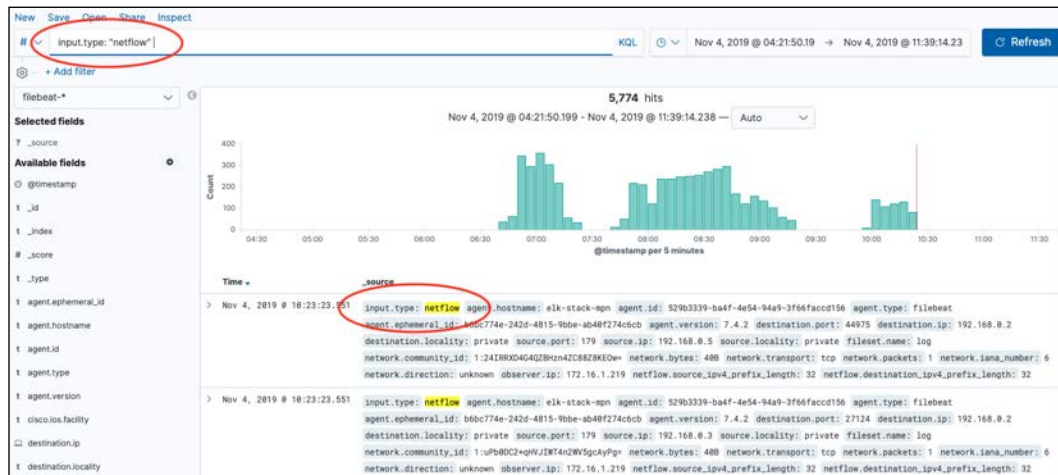 New Save Open Share Inspect
# input.type: "netflow" KQL Nov 4, 2019 @ 04:21:50.19 → Nov 4, 2019 @ 11:39:14.23 Refresh
+ Add filter
filebeat-*
Selected fields
? _source
Available fields
@timestamp
t _id
t _index
# _score
t _type
t agent.ephemeral_id
t agent.hostname
t agent.id
t agent.type
t agent.version
t cisco.ios.facility
destination.ip
t destination.locality
5,774 hits
Nov 4, 2019 @ 04:21:50.199 - Nov 4, 2019 @ 11:39:14.238 — Auto
Count
400
300
200
100
0
04:30 05:00 05:30 06:00 06:30 07:00 07:30 08:00 08:30 09:00 09:30 10:00 10:30 11:00 11:30
@timestamp per 5 minutes
Time _source
> Nov 4, 2019 @ 10:23:23.551 input.type: netflow agent.hostname: elk-stack-mpn agent.id: 529b3339-ba4f-4e54-94a9-3f66faccd156 agent.type: filebeat
agent.ephemeral_id: b6bc774e-242d-4815-9bbe-ab40f274c6cb agent.version: 7.4.2 destination.port: 44975 destination.ip: 192.168.0.2
destination.locality: private source.port: 179 source.ip: 192.168.0.5 source.locality: private fileset.name: log
network.community_id: network.bytes: 400 network.transport: tcp network.packets: 1 network.iana_number: 6
network.direction: unknown observer.ip: 172.16.1.219 netflow.source_ipv4_prefix_length: 32 netflow.destination_ipv4_prefix_length: 32
> Nov 4, 2019 @ 10:23:23.551 input.type: netflow agent.hostname: elk-stack-mpn agent.id: 529b3339-ba4f-4e54-94a9-3f66faccd156 agent.type: filebeat
agent.ephemeral_id: b6bc774e-242d-4815-9bbe-ab40f274c6cb agent.version: 7.4.2 destination.port: 27124 destination.ip: 192.168.0.2
destination.locality: private source.port: 179 source.ip: 192.168.0.3 source.locality: private fileset.name: log
network.community_id: network.bytes: 400 network.transport: tcp network.packets: 1 network.iana_number: 6
network.direction: unknown observer.ip: 172.16.1.219 netflow.source_ipv4_prefix_length: 32 netflow.destination_ipv4_prefix_length: 32